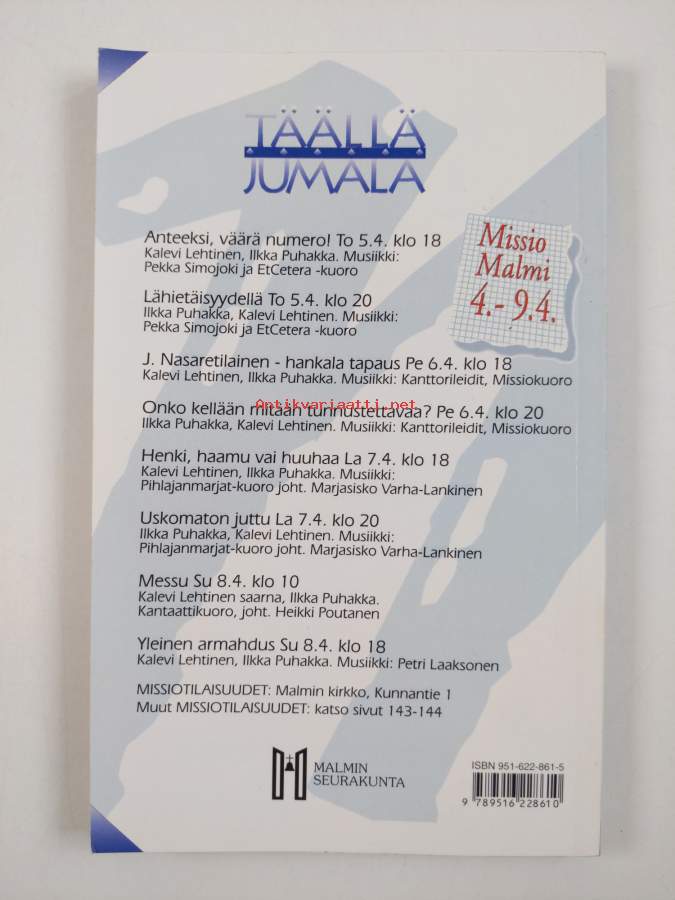 TÄÄLLÄ
JUMALA
Missio
Malmi
4.- 9.4.
Anteeksi, väärä numero! To 5.4. klo 18
Kalevi Lehtinen, Ilkka Puhakka. Musiikki:
Pekka Simojoki ja EtCetera -kuoro
Lähietäisyydellä To 5.4. klo 20
Ilkka Puhakka, Kalevi Lehtinen. Musiikki:
Pekka Simojoki ja EtCetera -kuoro
J. Nasaretilainen - hankala tapaus Pe 6.4. klo 18
Kalevi Lehtinen, Ilkka Puhakka. Musiikki: Kanttorileidit, Missiokuoro
Antikvariaatti.net
Onko kellään mitään tunnustettavaa? Pe 6.4. klo 20
Ilkka Puhakka, Kalevi Lehtinen. Musiikki: Kanttorileidit, Missiokuoro
Henki, haamu vai huuhaa La 7.4. klo 18
Kalevi Lehtinen, Ilkka Puhakka. Musiikki:
Pihlajanmarjat-kuoro joht. Marjasisko Varha-Lankinen
Uskomaton juttu La 7.4. klo 20
Ilkka Puhakka, Kalevi Lehtinen. Musiikki:
Pihlajanmarjat-kuoro joht. Marjasisko Varha-Lankinen
Messu Su 8.4. klo 10
Kalevi Lehtinen saarna, Ilkka Puhakka.
Kantaattikuoro, joht. Heikki Poutanen
Yleinen armahdus Su 8.4. klo 18
Kalevi Lehtinen, Ilkka Puhakka. Musiikki: Petri Laaksonen
MISSIOTILAISUUDET: Malmin kirkko, Kunnantie 1
Muut MISSIOTILAISUUDET: katso sivut 143-144
MALMIN
SEURAKUNTA
ISBN 951-622-861-5
9 789516 228610